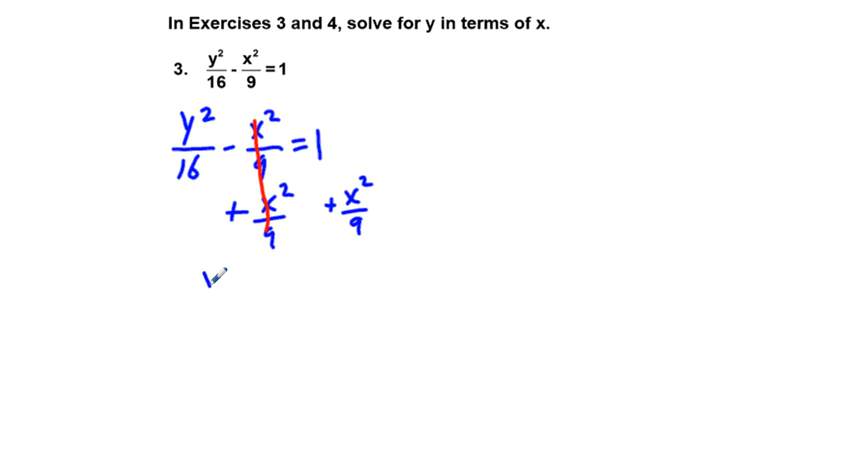 In Exercises 3 and 4, solve for y in terms of x.
3. y²/16 - x²/9 = 1
y²/16 - x²/9 = 1
+ x²/9 + x²/9